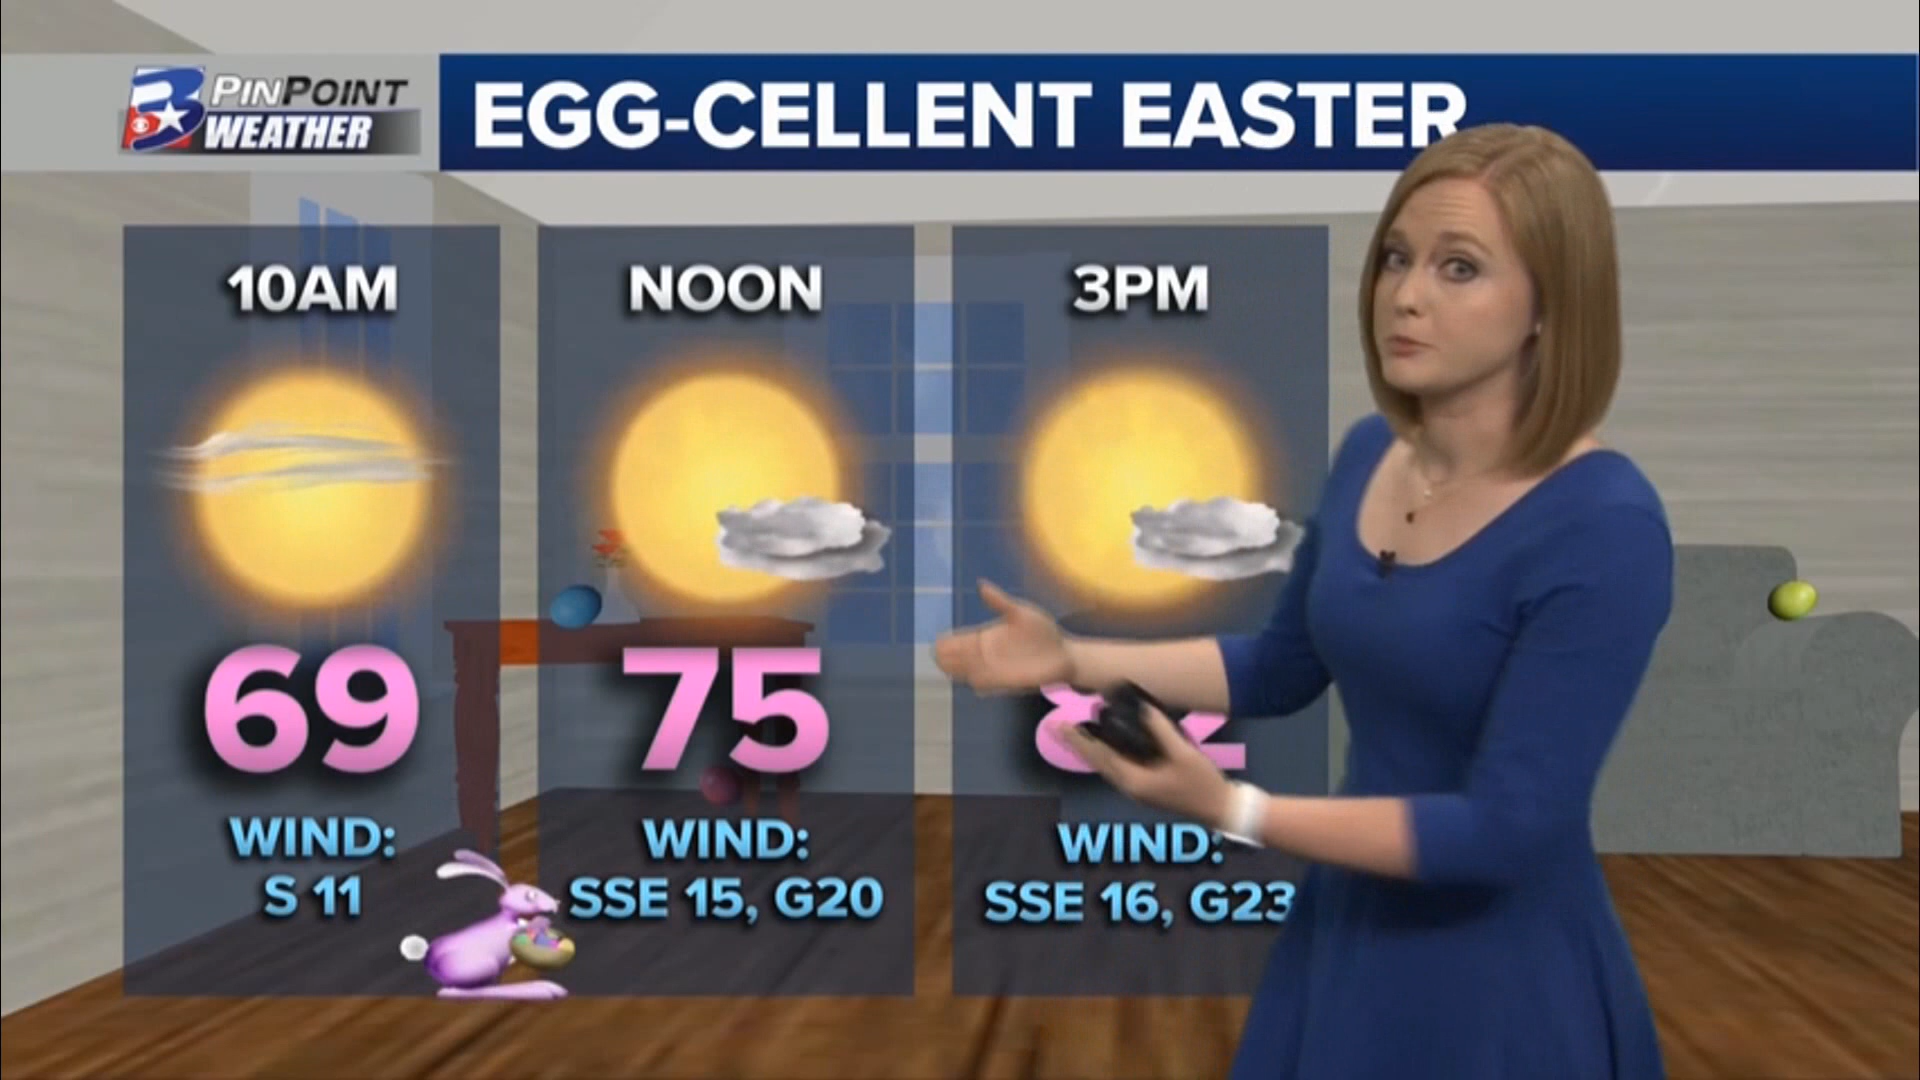 PINPOINT
WEATHER
EGG-CELLENT EASTER
10AM
69
WIND:
S 11
NOON
75
WIND:
SSE 15, G20
3PM
WIND:
SSE 16, G23